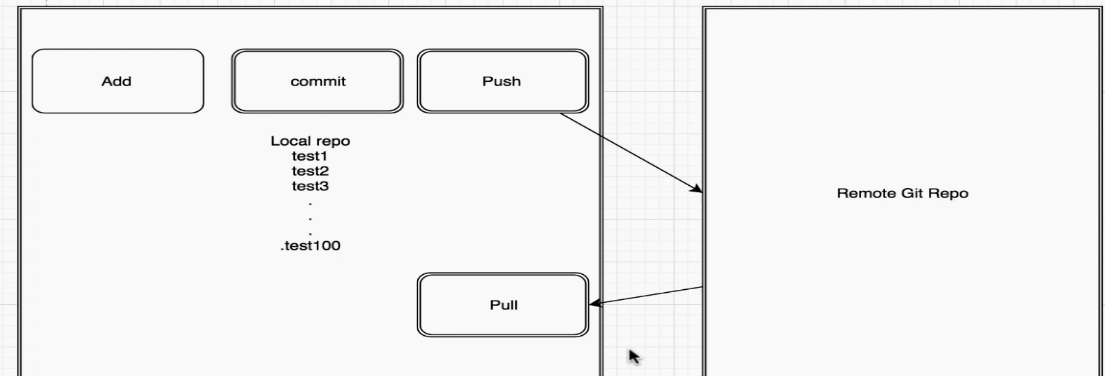 Add
commit
Push
Local repo
test1
test2
test3
.
.
.
.test100
Remote Git Repo
Pull